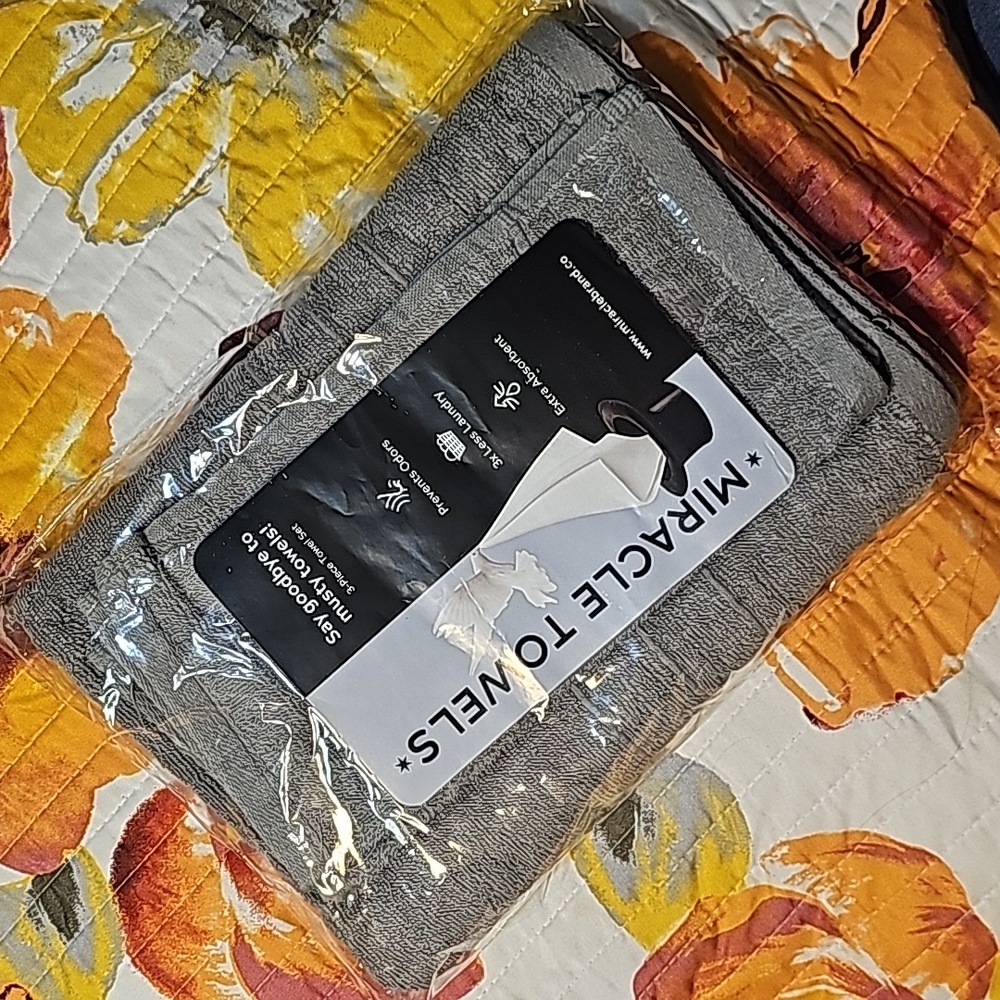 *MIRACLE TOWELS*
Say goodbye to
musty towels!
3-Piece Towel Set
Prevents Odors
3x Less Laundry
Extra Absorbent
www.miraclebrand.co